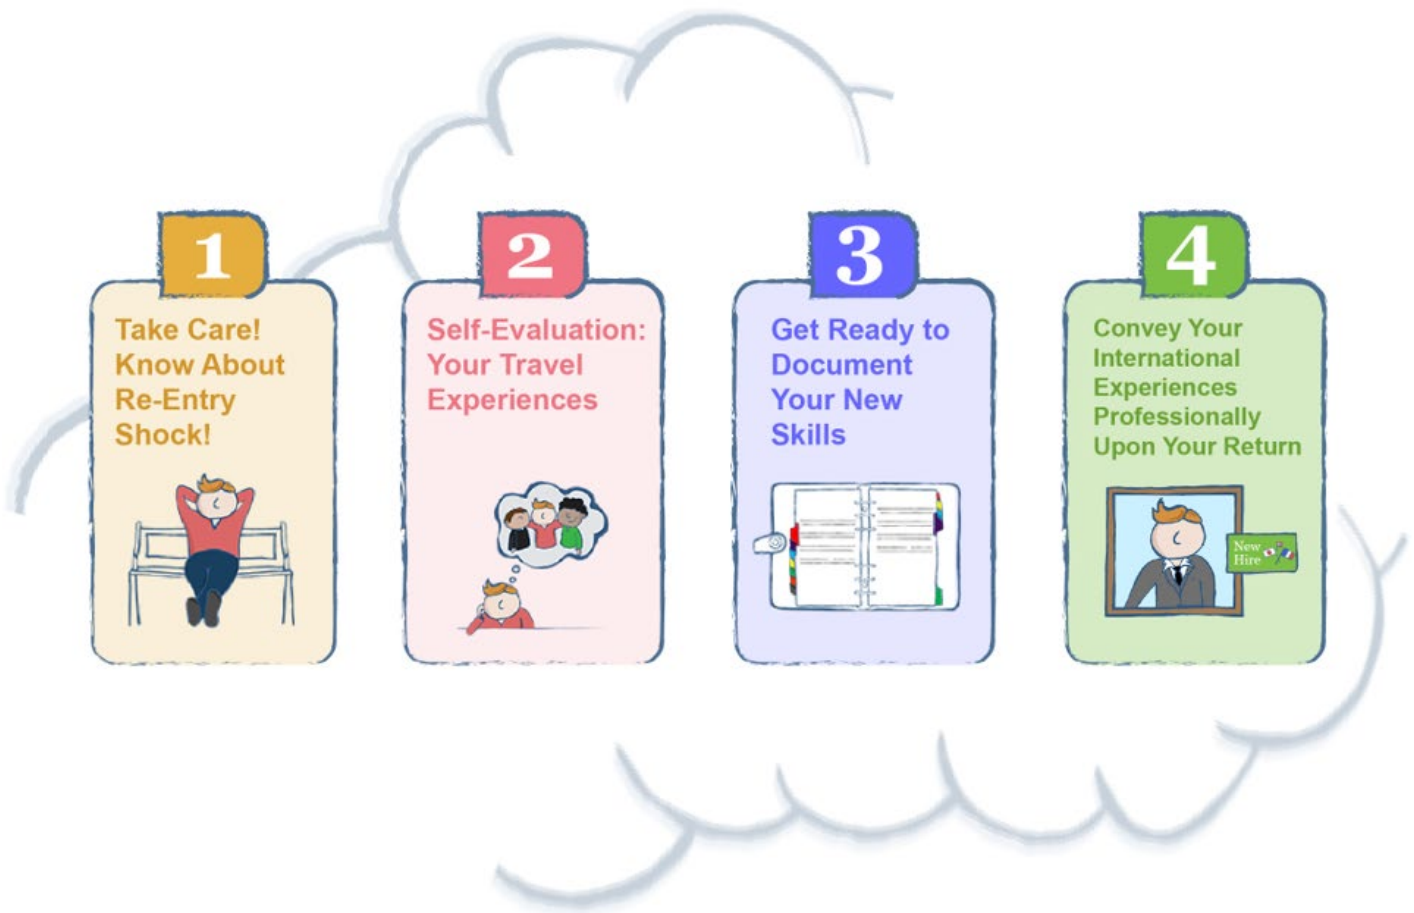 1
Take Care!
Know About
Re-Entry
Shock!
2
Self-Evaluation:
Your Travel
Experiences
3
Get Ready to
Document
Your New
Skills
4
Convey Your
International
Experiences
Professionally
Upon Your Return
New
Hire